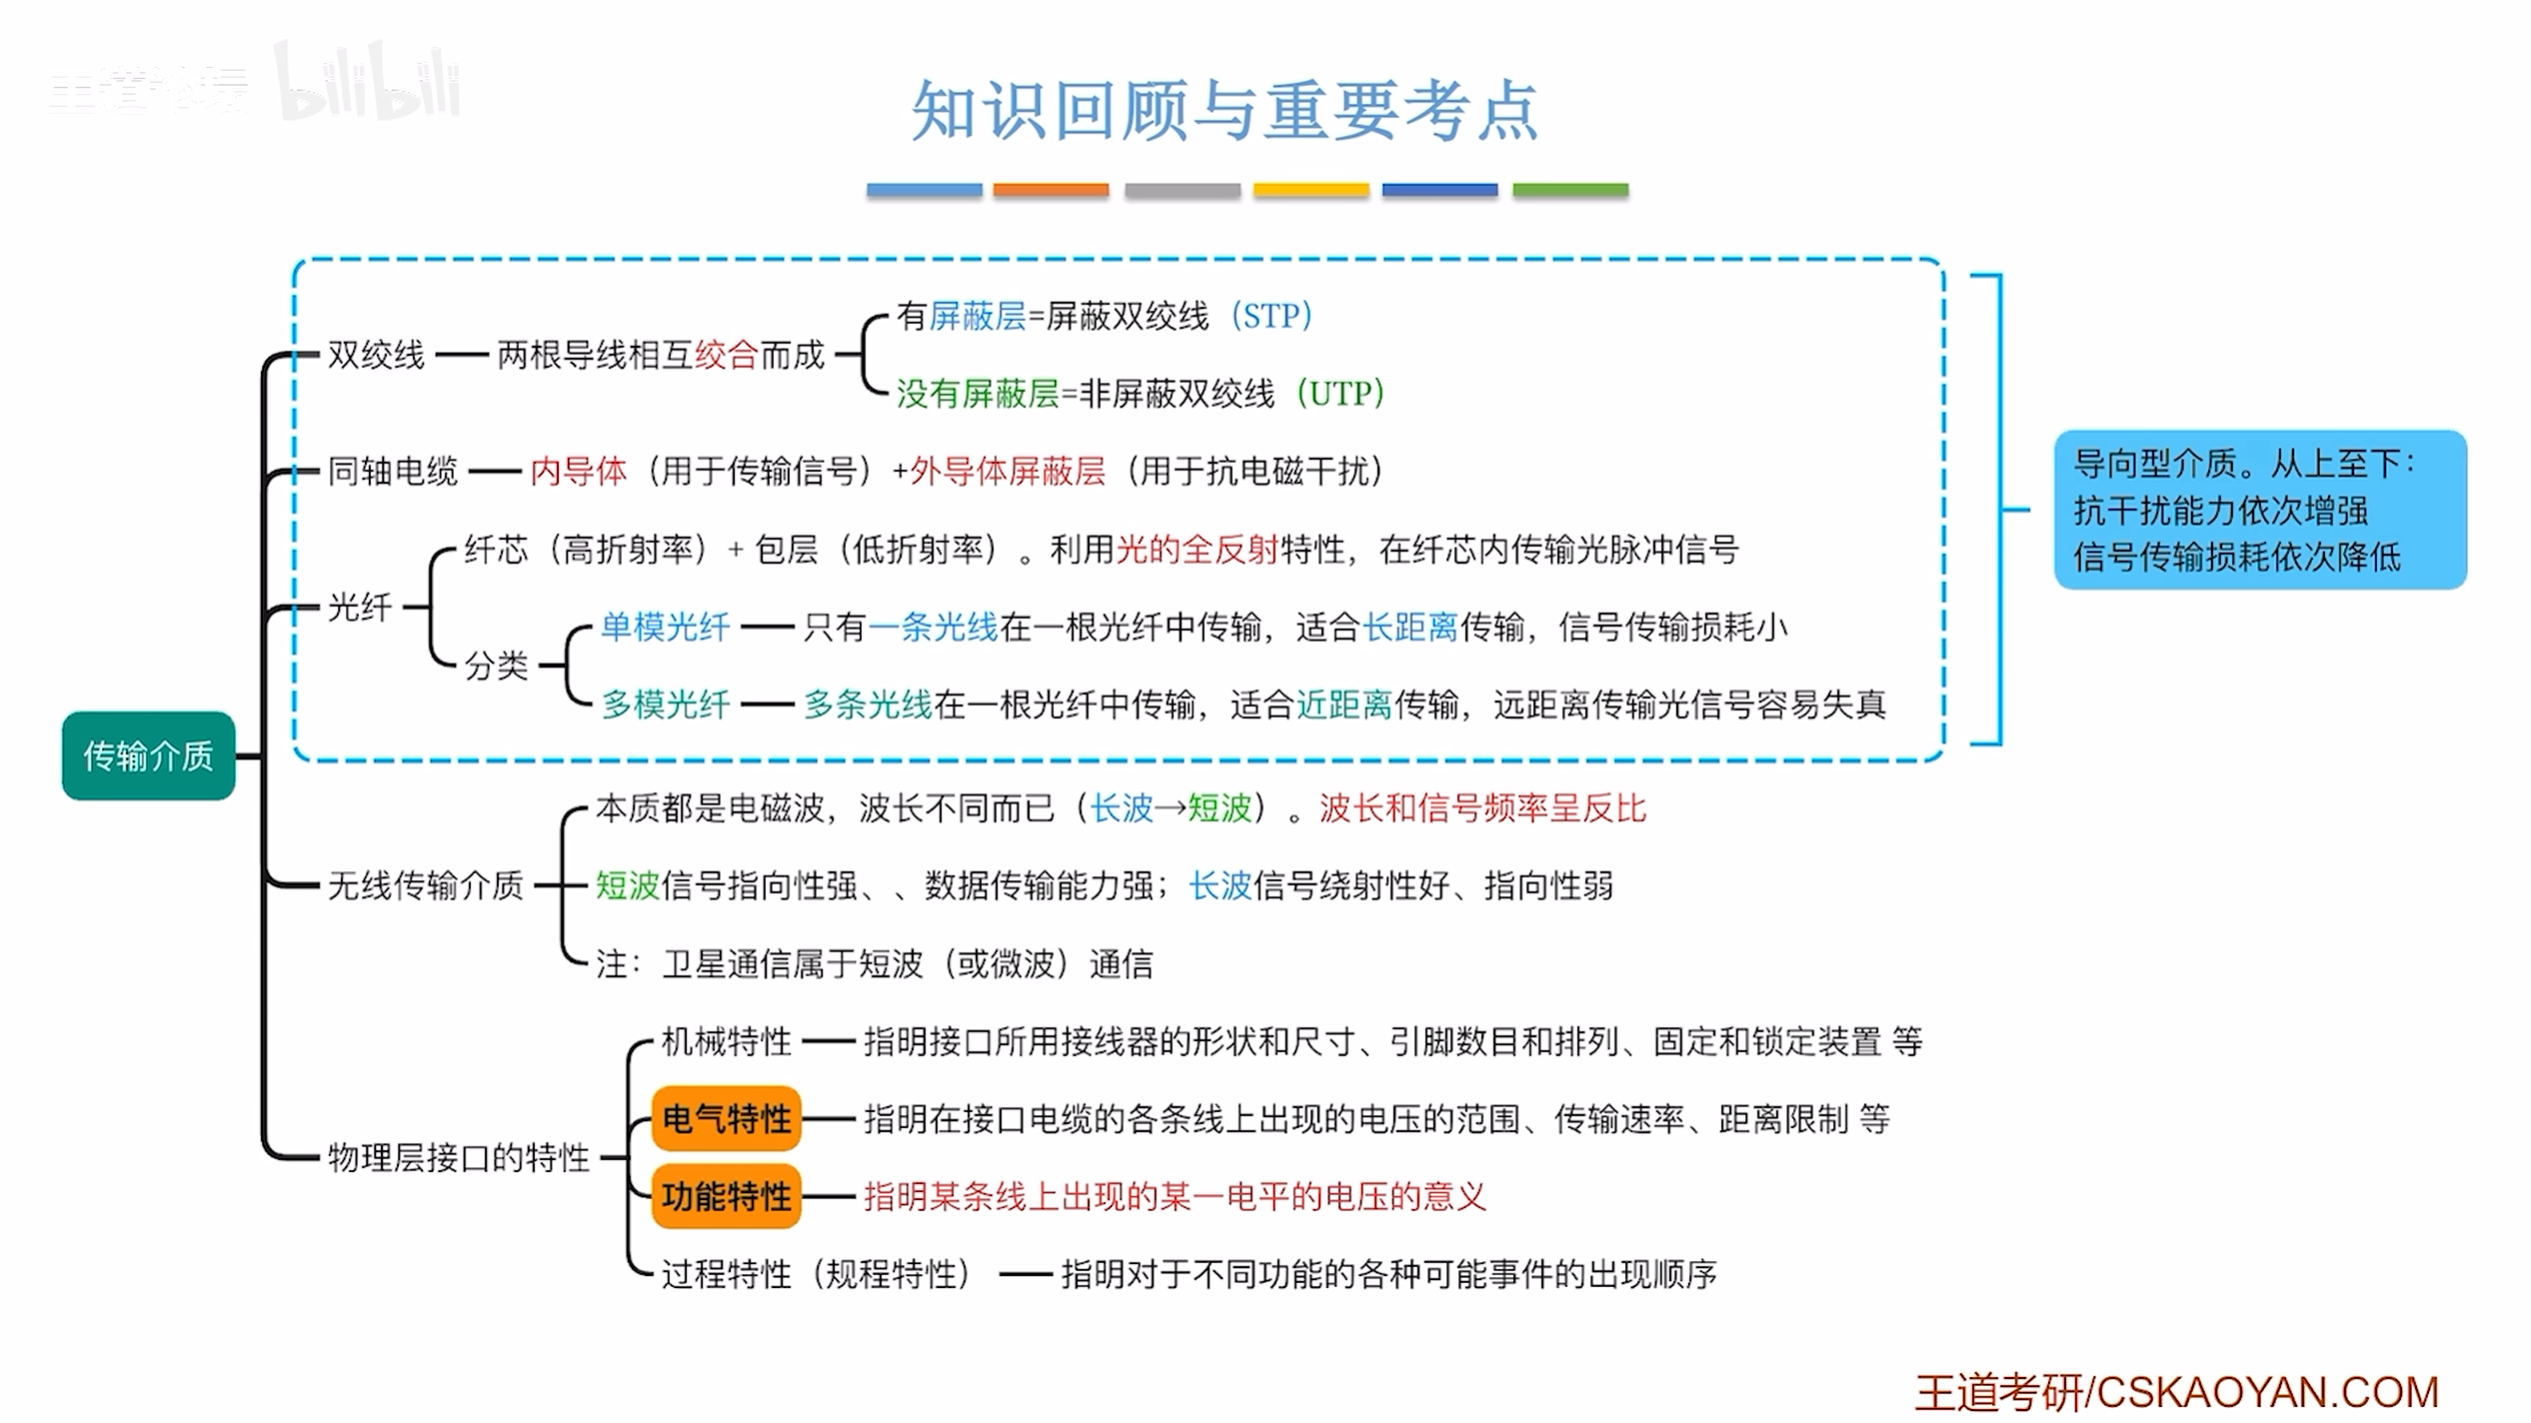 王道论坛 bilibili
知识回顾与重要考点
有屏蔽层=屏蔽双绞线（STP）
双绞线 两根导线相互绞合而成
没有屏蔽层=非屏蔽双绞线（UTP）
同轴电缆 内导体（用于传输信号）+外导体屏蔽层（用于抗电磁干扰）
纤芯（高折射率）+ 包层（低折射率）。利用光的全反射特性，在纤芯内传输光脉冲信号
光纤
单模光纤 只有一条光线在一根光纤中传输，适合长距离传输，信号传输损耗小
分类
多模光纤 多条光线在一根光纤中传输，适合近距离传输，远距离传输光信号容易失真
导向型介质。从上至下：
抗干扰能力依次增强
信号传输损耗依次降低
传输介质
本质都是电磁波，波长不同而已（长波→短波）。波长和信号频率呈反比
无线传输介质 短波信号指向性强、、数据传输能力强；长波信号绕射性好、指向性弱
注：卫星通信属于短波（或微波）通信
机械特性 指明接口所用接线器的形状和尺寸、引脚数目和排列、固定和锁定装置 等
电气特性 指明在接口电缆的各条线上出现的电压的范围、传输速率、距离限制 等
物理层接口的特性
功能特性 指明某条线上出现的某一电平的电压的意义
过程特性（规程特性） 指明对于不同功能的各种可能事件的出现顺序
王道考研/CSKAOYAN.COM